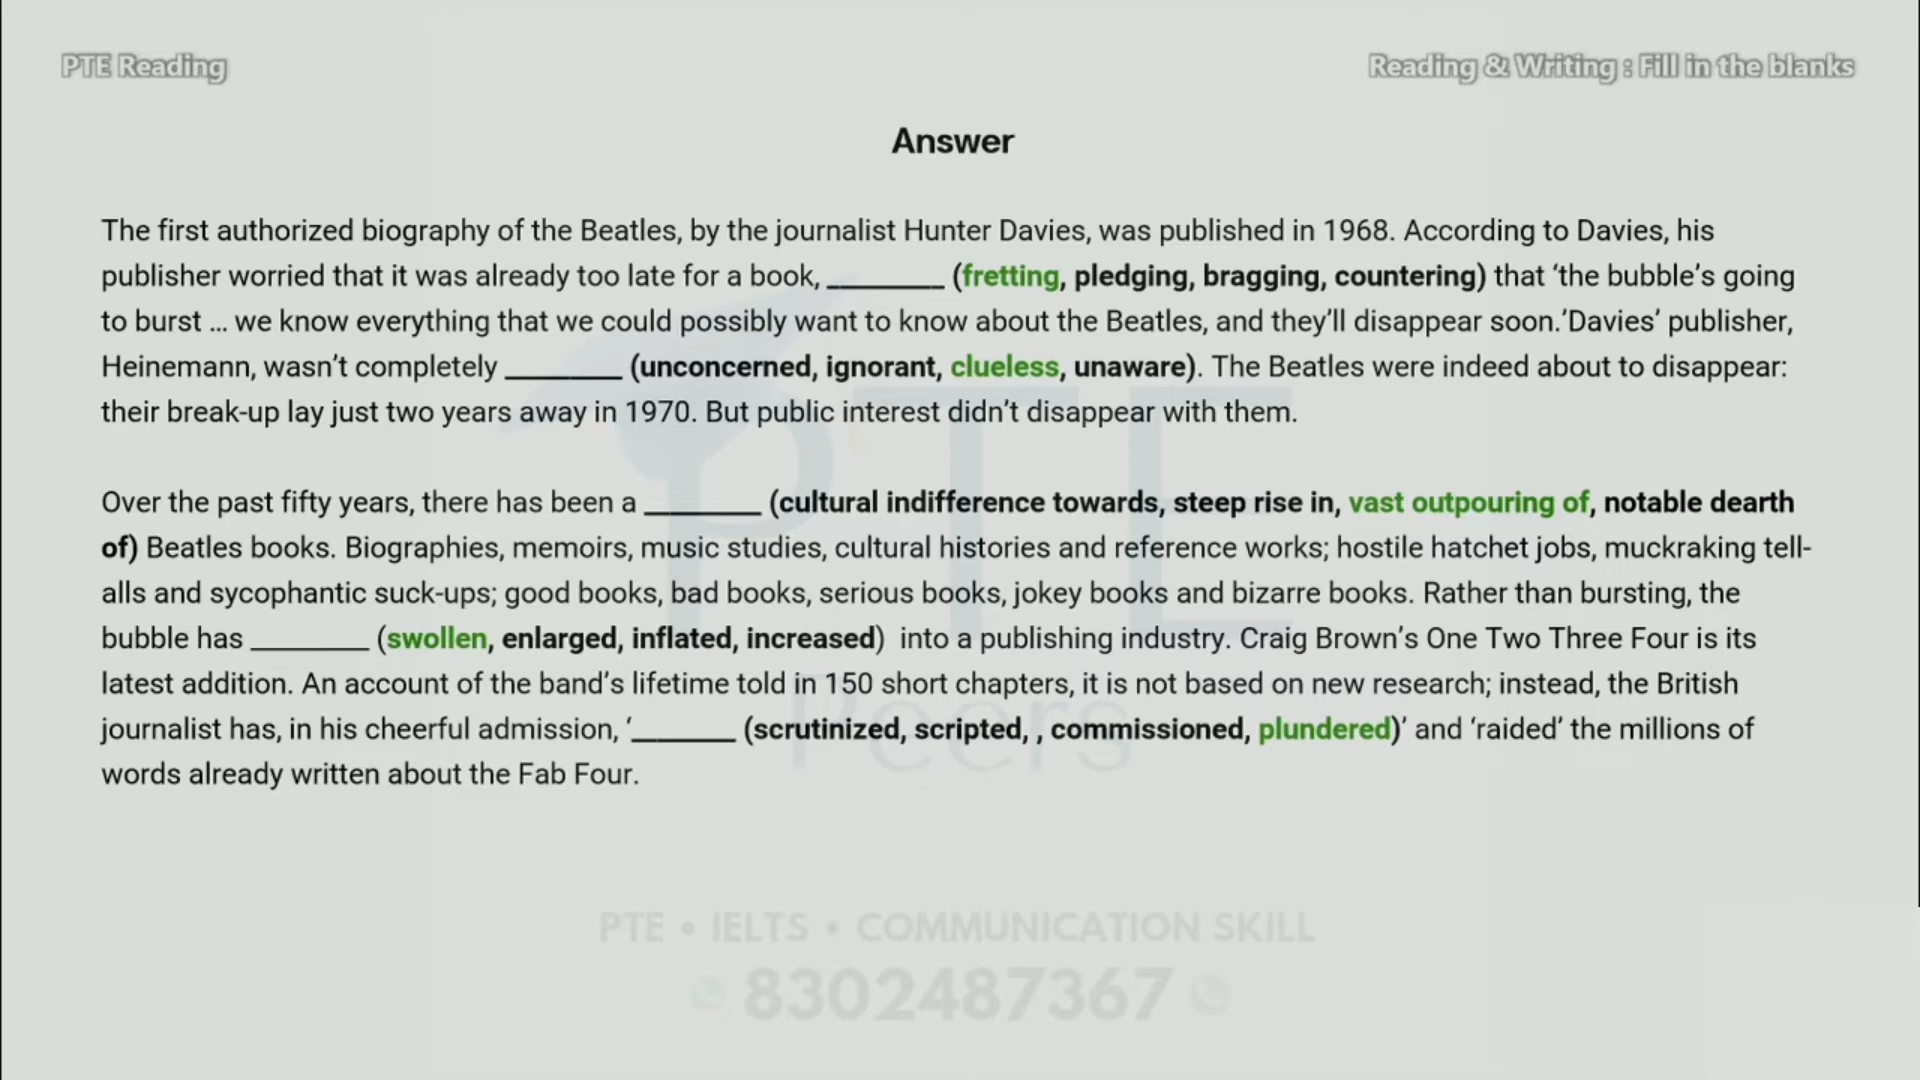 PTE Reading
Reading & Writing : Fill in the blanks
Answer
The first authorized biography of the Beatles, by the journalist Hunter Davies, was published in 1968. According to Davies, his
publisher worried that it was already too late for a book, ________ (fretting, pledging, bragging, countering) that ‘the bubble’s going
to burst ... we know everything that we could possibly want to know about the Beatles, and they’ll disappear soon.’Davies’ publisher,
Heinemann, wasn’t completely ________ (unconcerned, ignorant, clueless, unaware). The Beatles were indeed about to disappear:
their break-up lay just two years away in 1970. But public interest didn’t disappear with them.
Over the past fifty years, there has been a ________ (cultural indifference towards, steep rise in, vast outpouring of, notable dearth
of) Beatles books. Biographies, memoirs, music studies, cultural histories and reference works; hostile hatchet jobs, muckraking tell-
alls and sycophantic suck-ups; good books, bad books, serious books, jokey books and bizarre books. Rather than bursting, the
bubble has ________ (swollen, enlarged, inflated, increased) into a publishing industry. Craig Brown’s One Two Three Four is its
latest addition. An account of the band’s lifetime told in 150 short chapters, it is not based on new research; instead, the British
journalist has, in his cheerful admission, ‘_______ (scrutinized, scripted, , commissioned, plundered)’ and ‘raided’ the millions of
words already written about the Fab Four.
PTE Peers
PTE • IELTS • COMMUNICATION SKILL
8302487367